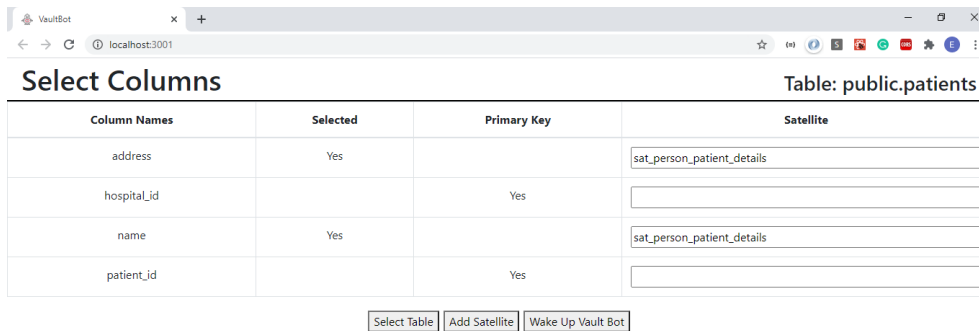 VaultBot
localhost:3001
Select Columns Table: public.patients
Column Names Selected Primary Key Satellite
address Yes sat_person_patient_details
hospital_id Yes
name Yes sat_person_patient_details
patient_id Yes
Select Table Add Satellite Wake Up Vault Bot